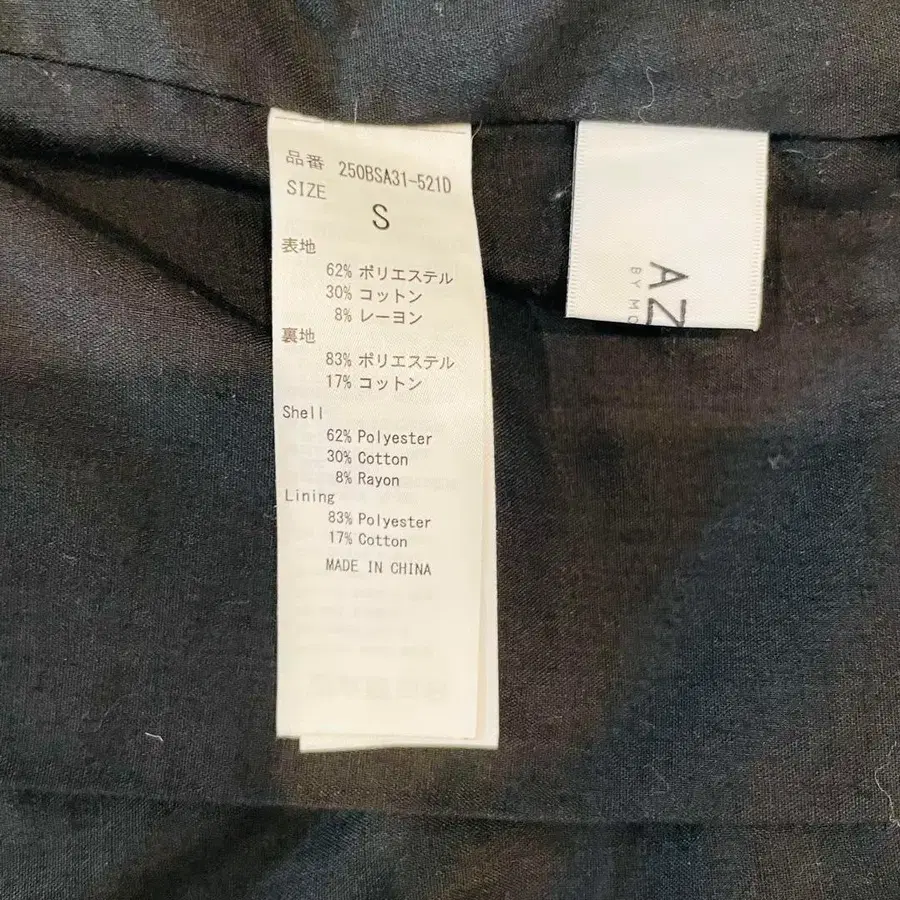 品番 250BSA31-521D
SIZE
S
表地
62% ポリエステル
30% コットン
8% レーヨン
裏地
83% ポリエステル
17% コットン
Shell
62% Polyester
30% Cotton
8% Rayon
Lining
83% Polyester
17% Cotton
MADE IN CHINA
AZ
BY MO